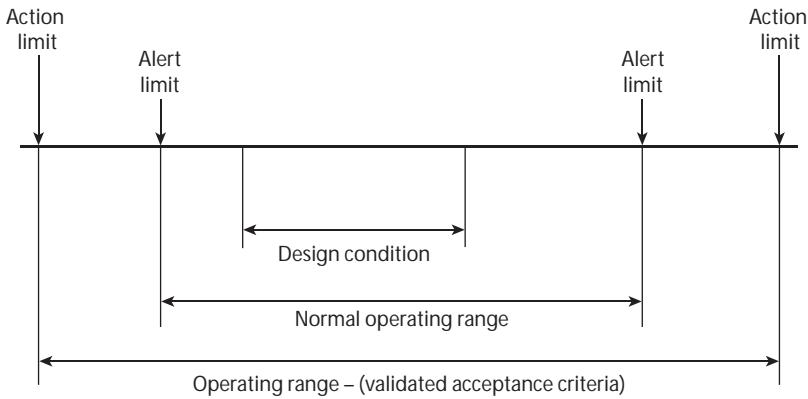 Action
limit
Action
limit
Alert
limit
Alert
limit
Design condition
Normal operating range
Operating range – (validated acceptance criteria)